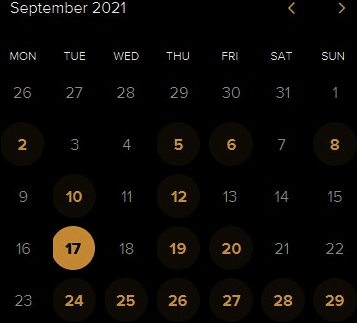 September 2021
MON TUE WED THU FRI SAT SUN
26 27 28 29 30 31 1
2 3 4 5 6 7 8
9 10 11 12 13 14 15
16 17 18 19 20 21 22
23 24 25 26 27 28 29